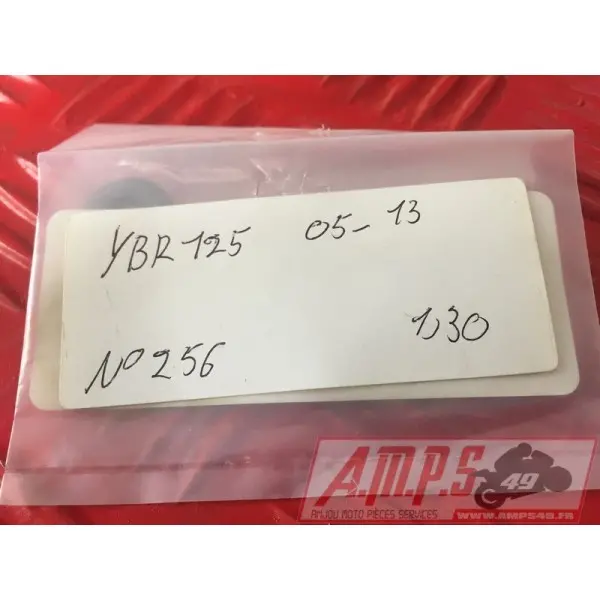 YBR125 05-13
N° 256 1,30
A.M.P.S 49
ANJOU MOTO PIECES SERVICES
WWW.AMPS49.FR